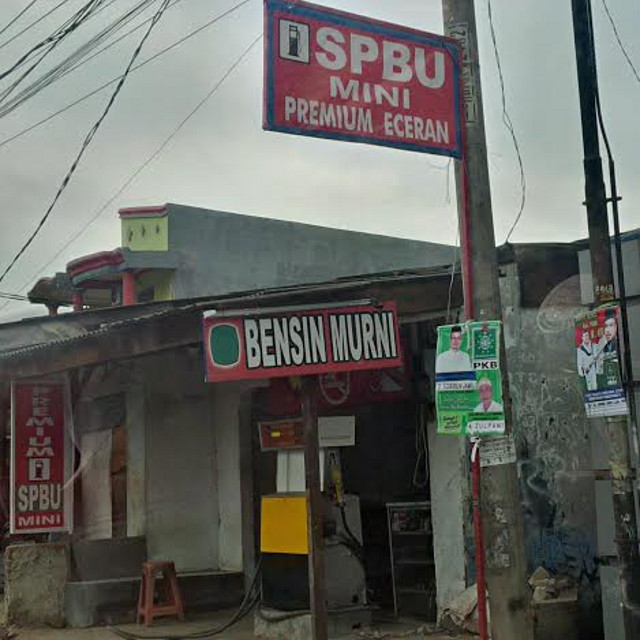 SPBU
MINI
PREMIUM ECERAN
BENSIN MURNI
PREMIUM
SPBU
MINI
PKB